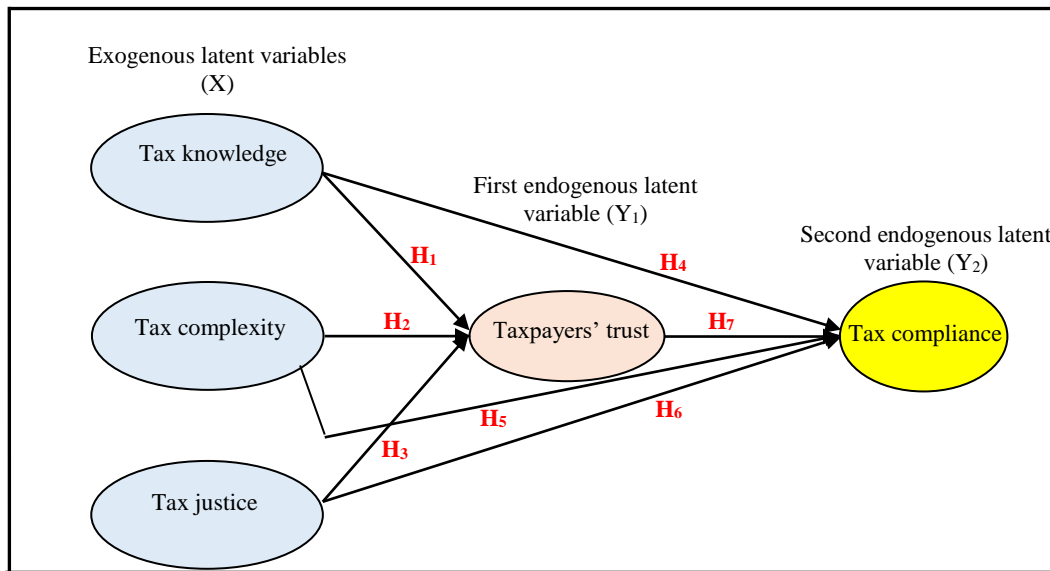 Exogenous latent variables
(X)
Tax knowledge
First endogenous latent
variable (Y₁)
Second endogenous latent
variable (Y₂)
H₁
H₄
Tax complexity
H₂
Taxpayers’ trust
H₇
Tax compliance
H₅
H₆
H₃
Tax justice